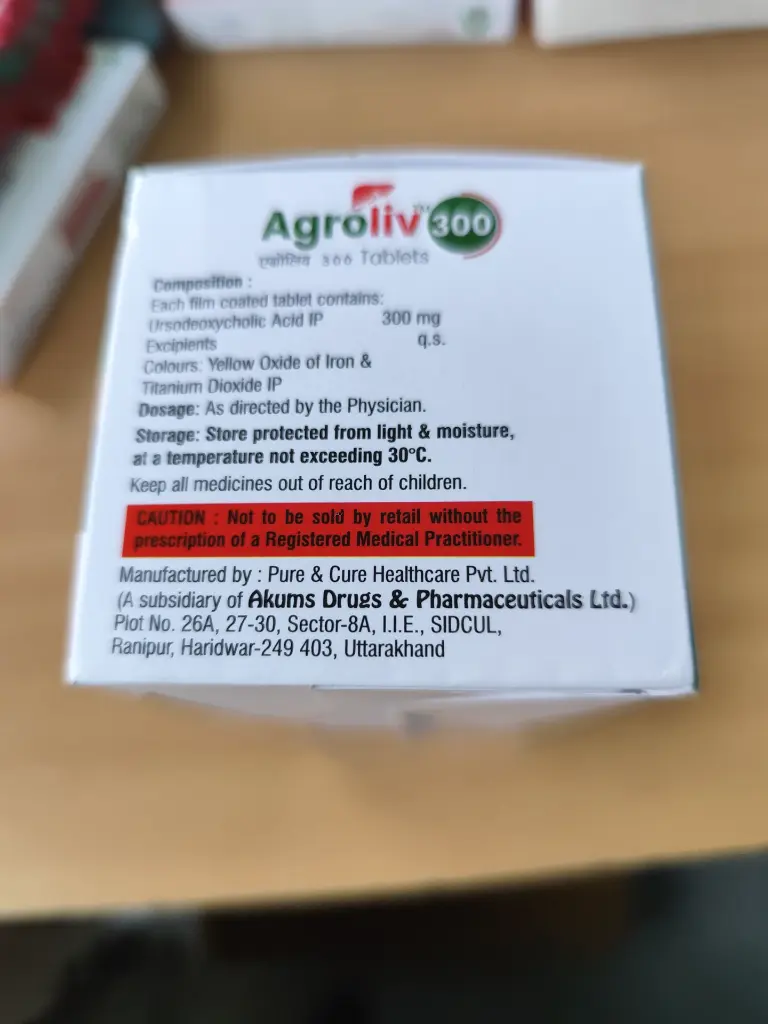 Agroliv™ 300
एग्रोलिव ३०० Tablets
Composition :
Each film coated tablet contains:
Ursodeoxycholic Acid IP 300 mg
Excipients q.s.
Colours: Yellow Oxide of Iron &
Titanium Dioxide IP
Dosage: As directed by the Physician.
Storage: Store protected from light & moisture,
at a temperature not exceeding 30°C.
Keep all medicines out of reach of children.
CAUTION : Not to be sold by retail without the
prescription of a Registered Medical Practitioner.
Manufactured by : Pure & Cure Healthcare Pvt. Ltd.
(A subsidiary of Akums Drugs & Pharmaceuticals Ltd.)
Plot No. 26A, 27-30, Sector-8A, I.I.E., SIDCUL,
Ranipur, Haridwar-249 403, Uttarakhand